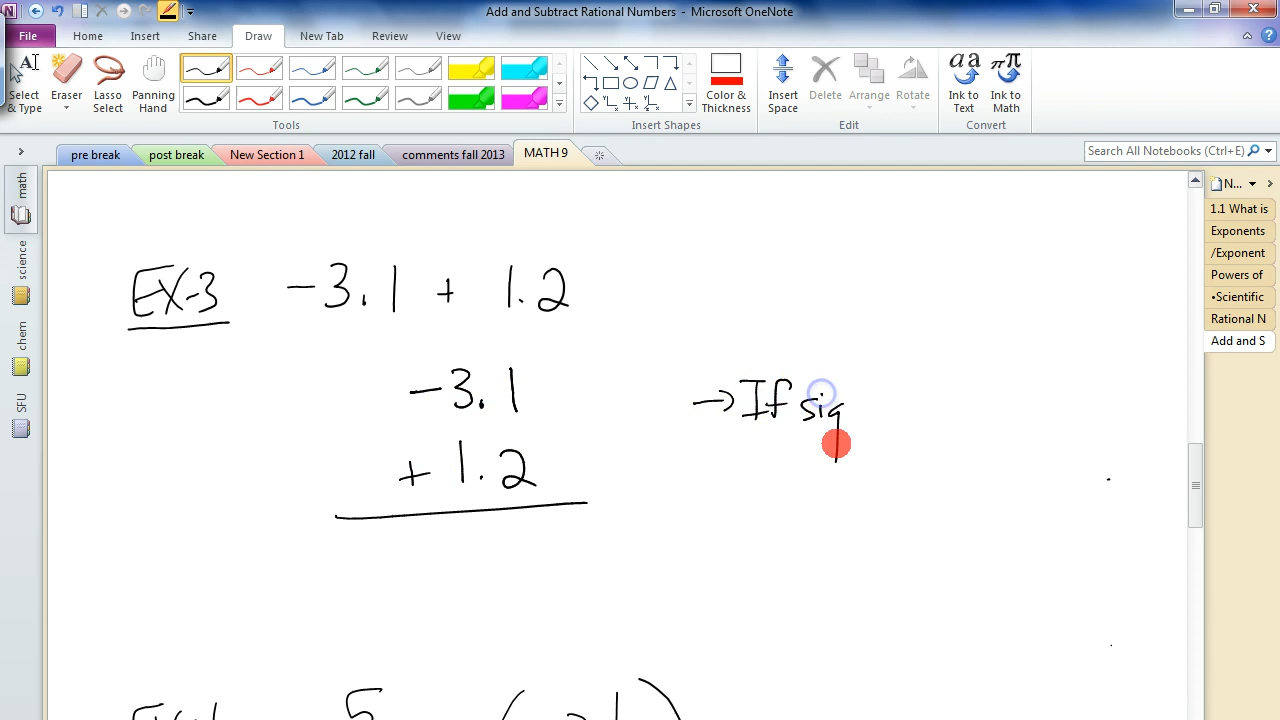 Add and Subtract Rational Numbers - Microsoft OneNote
File Home Insert Share Draw New Tab Review View
Select & Type
Eraser
Lasso Select
Panning Hand
Color & Thickness
Insert Space
Delete
Arrange
Rotate
Ink to Text
Ink to Math
Tools Insert Shapes Edit Convert
pre break post break New Section 1 2012 fall comments fall 2013 MATH 9
Search All Notebooks (Ctrl+E)
N...
math
science
chem
SFU
1.1 What is
Exponents
/Exponent
Powers of
•Scientific
Rational N
Add and S
EX-3 -3.1 + 1.2
-3.1
→ If sig
+ 1.2
5